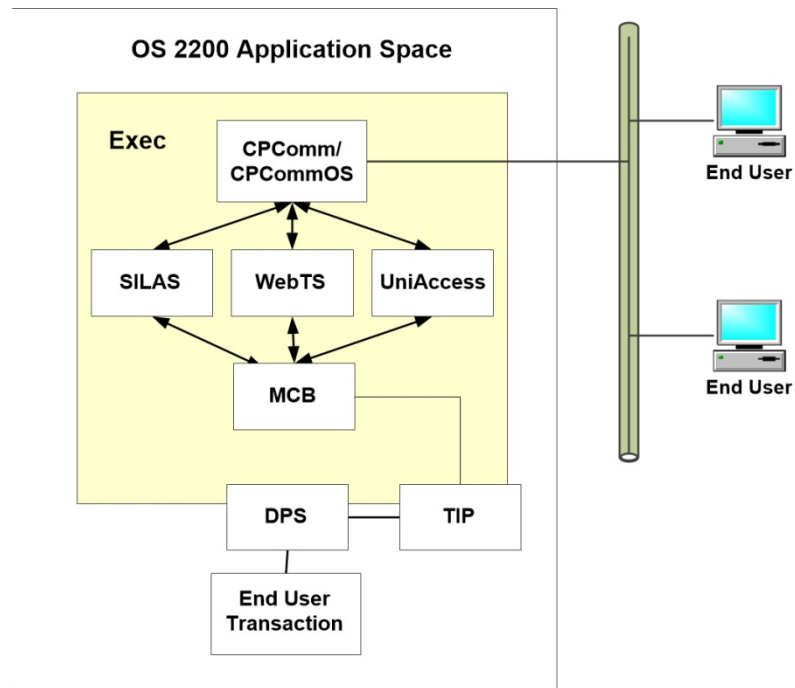 OS 2200 Application Space
Exec
CPComm/
CPCommOS
End User
SILAS
WebTS
UniAccess
MCB
End User
DPS
TIP
End User
Transaction